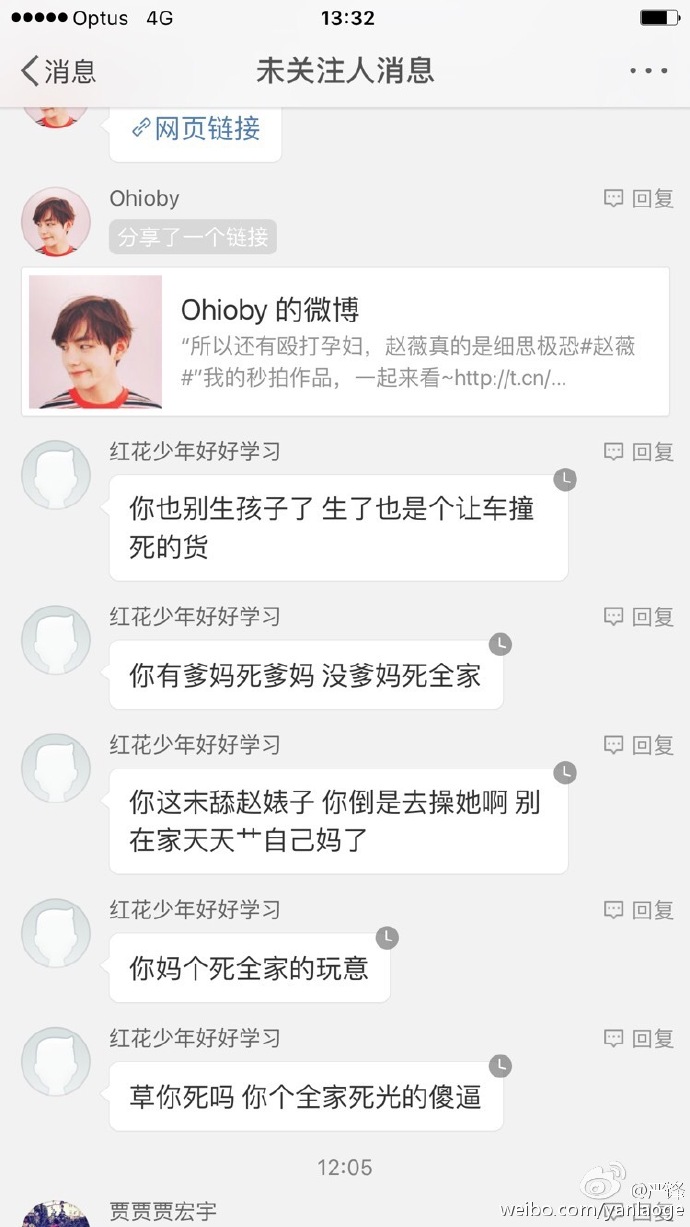 Optus 4G 13:32
消息 未关注人消息
网页链接
Ohioby 回复
分享了一个链接
Ohioby 的微博
“所以还有殴打孕妇，赵薇真的是细思极恐#赵薇
#”我的秒拍作品，一起来看~http://t.cn/...
红花少年好好学习 回复
你也别生孩子了 生了也是个让车撞
死的货
红花少年好好学习 回复
你有爹妈死爹妈 没爹妈死全家
红花少年好好学习 回复
你这末舔赵婊子 你倒是去操她啊 别
在家天天艹自己妈了
红花少年好好学习 回复
你妈个死全家的玩意
红花少年好好学习 回复
草你死吗 你个全家死光的傻逼
12:05
贾贾贾宏宇 回复
@严锋
weibo.com/yanlaoge